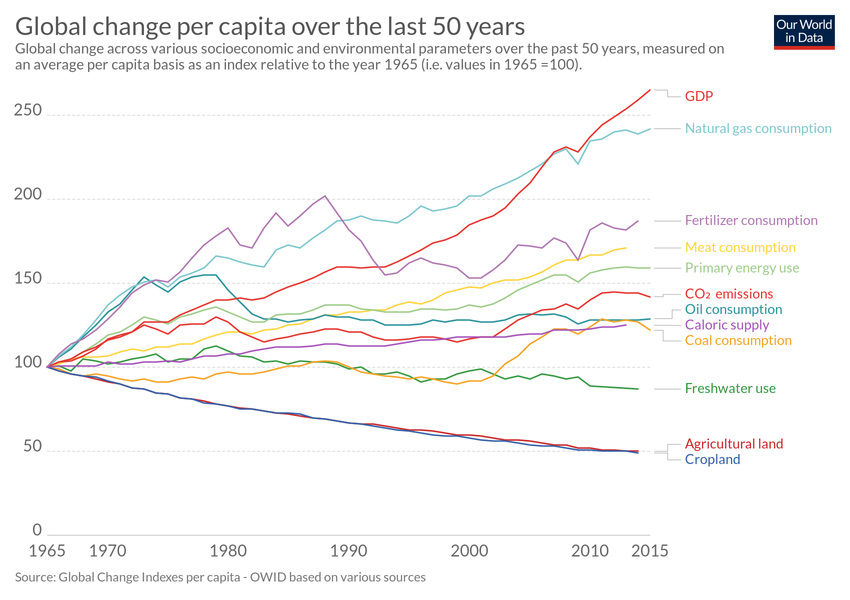 Global change per capita over the last 50 years
Global change across various socioeconomic and environmental parameters over the past 50 years, measured on
an average per capita basis as an index relative to the year 1965 (i.e. values in 1965 =100).
Our World
in Data
250
200
150
100
50
0
GDP
Natural gas consumption
Fertilizer consumption
Meat consumption
Primary energy use
CO₂ emissions
Oil consumption
Caloric supply
Coal consumption
Freshwater use
Agricultural land
Cropland
1965 1970 1980 1990 2000 2010 2015
Source: Global Change Indexes per capita - OWID based on various sources